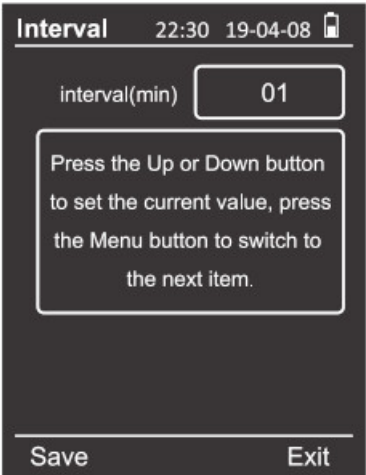 Interval 22:30 19-04-08
interval(min) 01
Press the Up or Down button
to set the current value, press
the Menu button to switch to
the next item.
Save Exit